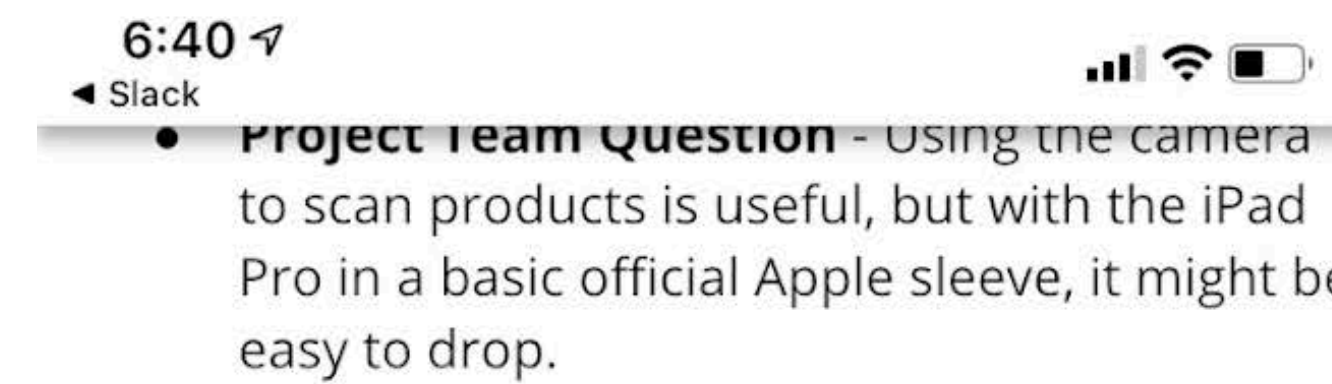 6:40
◀ Slack
• Project Team Question - Using the camera
to scan products is useful, but with the iPad
Pro in a basic official Apple sleeve, it might be
easy to drop.